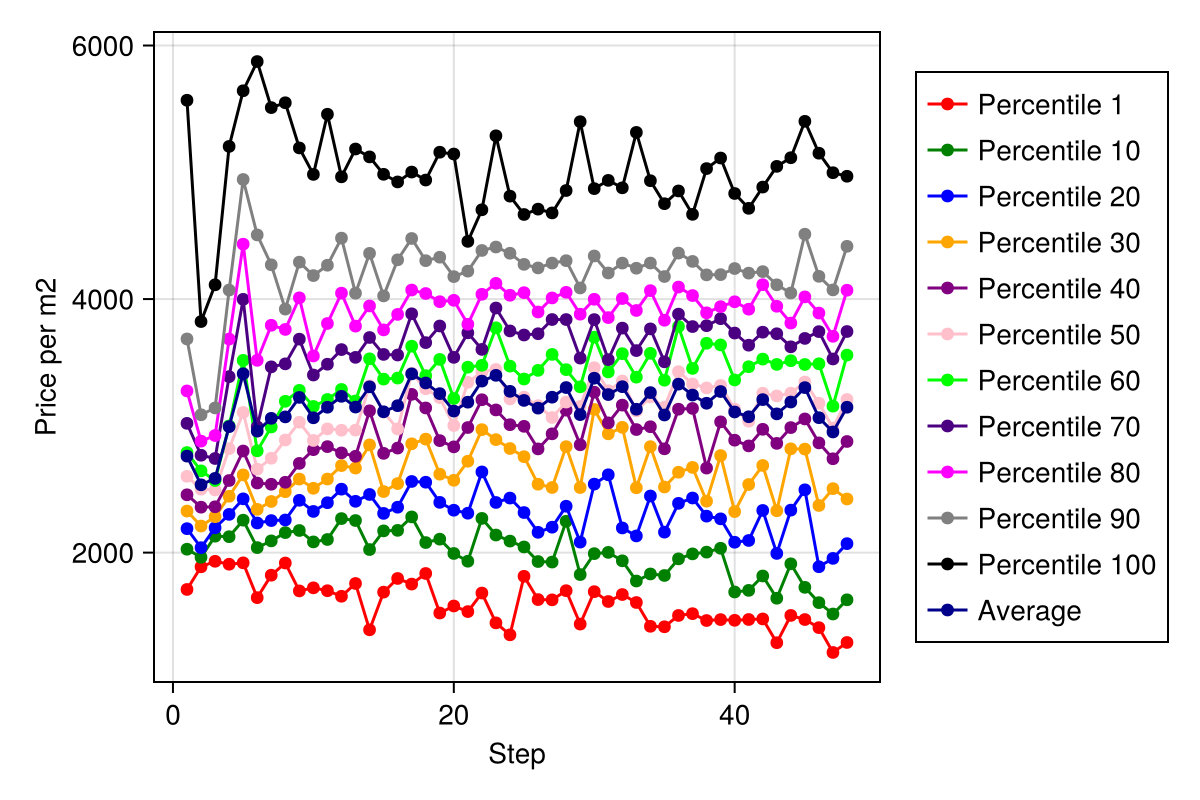 6000
4000
2000
Price per m2
0
20
40
Step
Percentile 1
Percentile 10
Percentile 20
Percentile 30
Percentile 40
Percentile 50
Percentile 60
Percentile 70
Percentile 80
Percentile 90
Percentile 100
Average